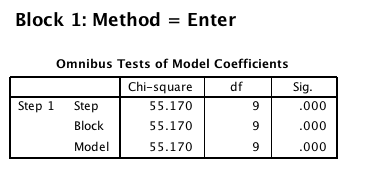 Block 1: Method = Enter
Omnibus Tests of Model Coefficients
Chi-square df Sig.
Step 1 Step 55.170 9 .000
Block 55.170 9 .000
Model 55.170 9 .000